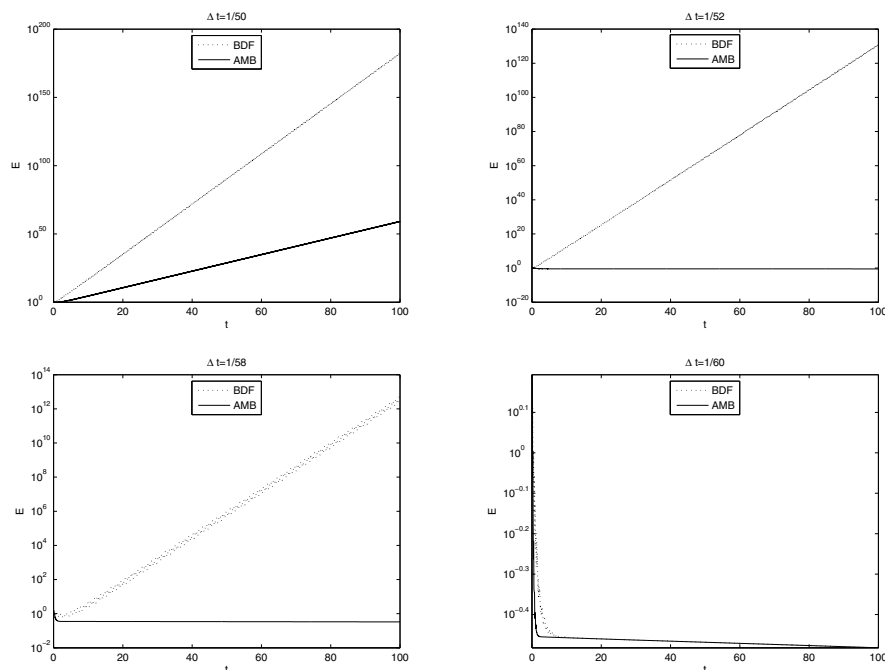 Δ t=1/50
10^200
10^150
10^100
10^50
10^0
E
BDF
AMB
0 20 40 60 80 100
t
Δ t=1/52
10^140
10^120
10^100
10^80
10^60
10^40
10^20
10^0
10^−20
E
BDF
AMB
0 20 40 60 80 100
t
Δ t=1/58
10^14
10^12
10^10
10^8
10^6
10^4
10^2
10^0
10^−2
E
BDF
AMB
0 20 40 60 80 100
t
Δ t=1/60
10^0.1
10^0
10^−0.1
10^−0.2
10^−0.3
10^−0.4
E
BDF
AMB
0 20 40 60 80 100
t